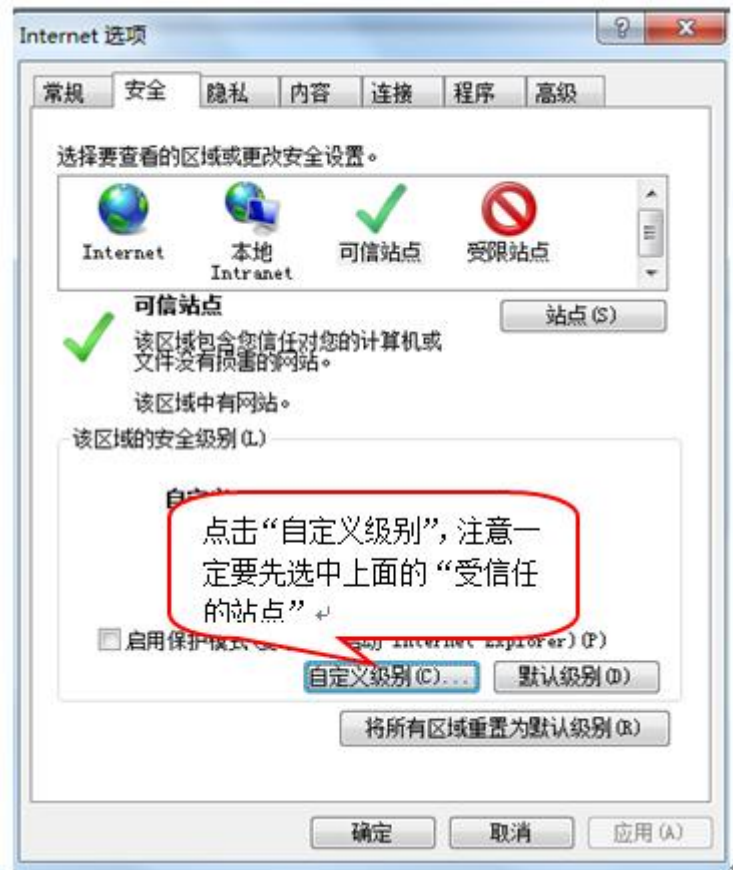 Internet 选项
常规 安全 隐私 内容 连接 程序 高级
选择要查看的区域或更改安全设置。
Internet 本地 可信站点 受限站点
Intranet
可信站点
站点(S)
该区域包含您信任对您的计算机或
文件没有损害的网站。
该区域中有网站。
该区域的安全级别(L)
点击“自定义级别”，注意一
定要先选中上面的“受信任
的站点”
启用保护模式 Internet Explorer)(P)
自定义级别(C)... 默认级别(D)
将所有区域重置为默认级别(R)
确定 取消 应用(A)